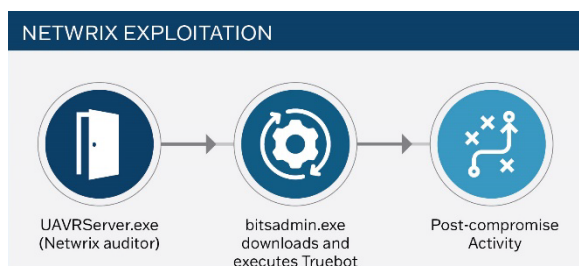 NETWRIX EXPLOITATION
UAVRServer.exe
(Netwrix auditor)
bitsadmin.exe
downloads and
executes Truebot
Post-compromise
Activity